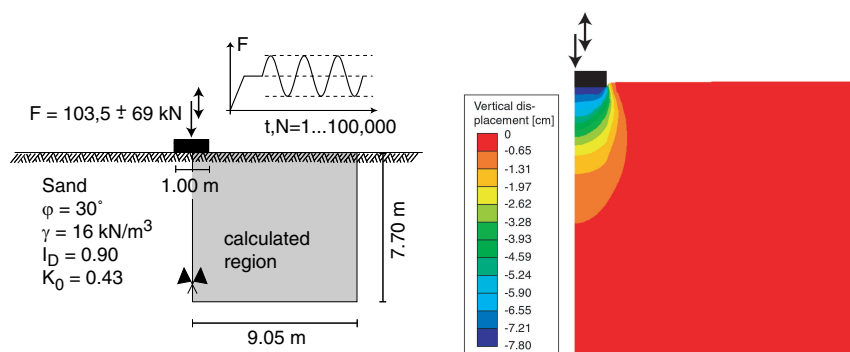 F
F = 103,5 ± 69 kN
t,N=1...100,000
1.00 m
Sand
φ = 30°
γ = 16 kN/m³
I_D = 0.90
K_0 = 0.43
calculated
region
7.70 m
9.05 m
Vertical dis-
placement [cm]
0
-0.65
-1.31
-1.97
-2.62
-3.28
-3.93
-4.59
-5.24
-5.90
-6.55
-7.21
-7.80